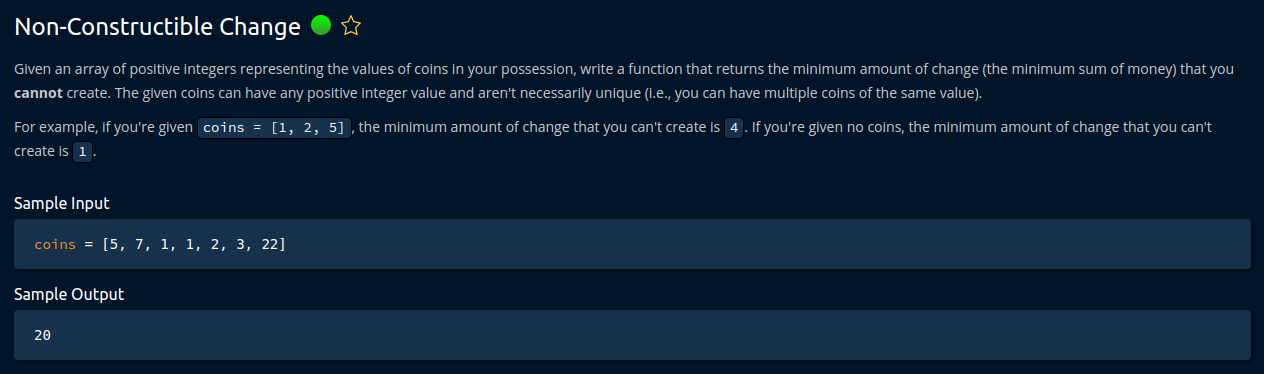 Non-Constructible Change
Given an array of positive integers representing the values of coins in your possession, write a function that returns the minimum amount of change (the minimum sum of money) that you
cannot create. The given coins can have any positive integer value and aren't necessarily unique (i.e., you can have multiple coins of the same value).
For example, if you're given coins = [1, 2, 5] , the minimum amount of change that you can't create is 4 . If you're given no coins, the minimum amount of change that you can't
create is 1 .
Sample Input
coins = [5, 7, 1, 1, 2, 3, 22]
Sample Output
20